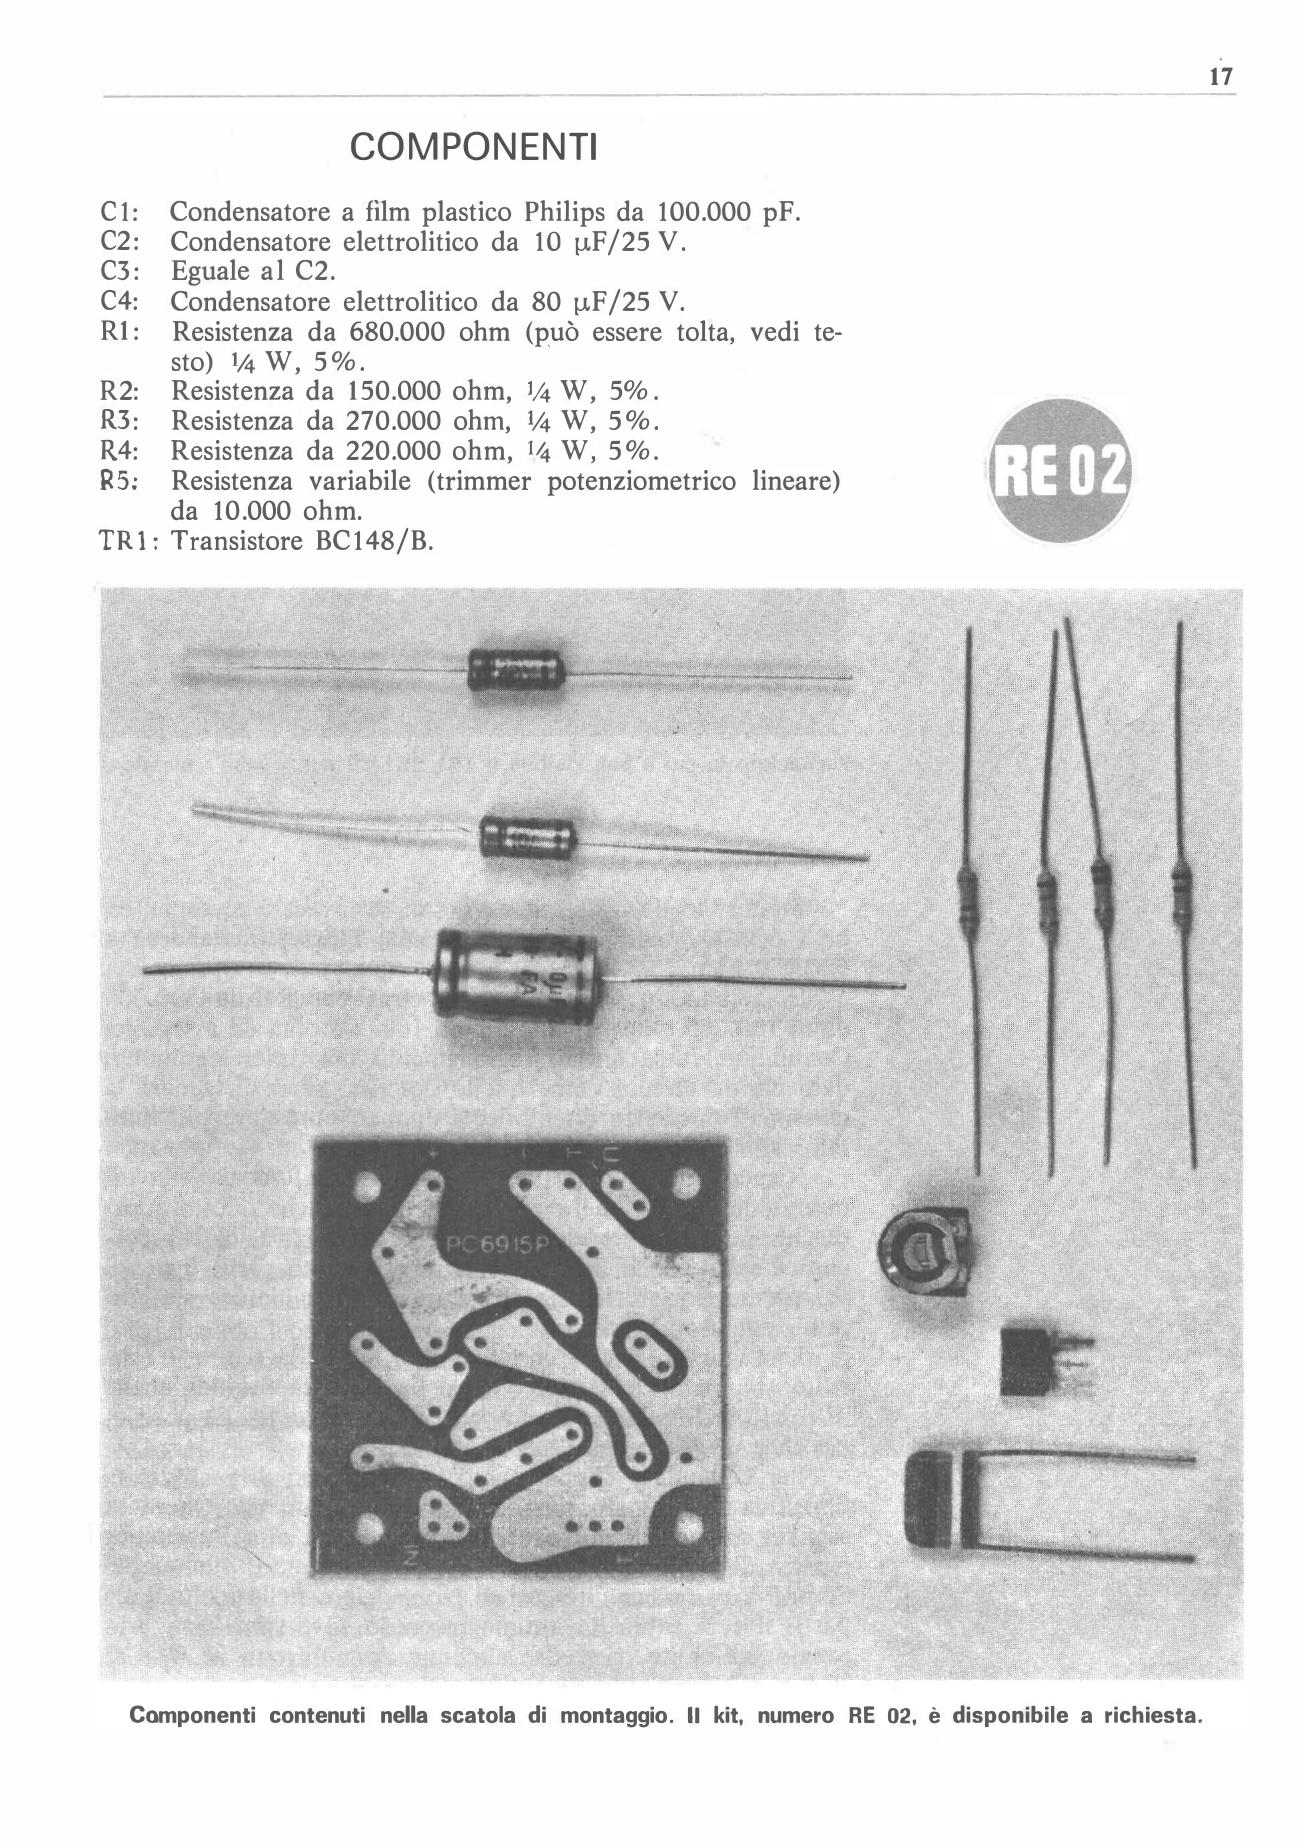 17
COMPONENTI
C1: Condensatore a film plastico Philips da 100.000 pF.
C2: Condensatore elettrolitico da 10 µF/25 V.
C3: Eguale al C2.
C4: Condensatore elettrolitico da 80 µF/25 V.
R1: Resistenza da 680.000 ohm (può essere tolta, vedi te-
sto) ¼ W, 5%.
R2: Resistenza da 150.000 ohm, ¼ W, 5%.
R3: Resistenza da 270.000 ohm, ¼ W, 5%.
R4: Resistenza da 220.000 ohm, ¼ W, 5%.
R5: Resistenza variabile (trimmer potenziometrico lineare)
da 10.000 ohm.
TR1: Transistore BC148/B.
RE 02
PC6915P
Componenti contenuti nella scatola di montaggio. Il kit, numero RE 02, è disponibile a richiesta.